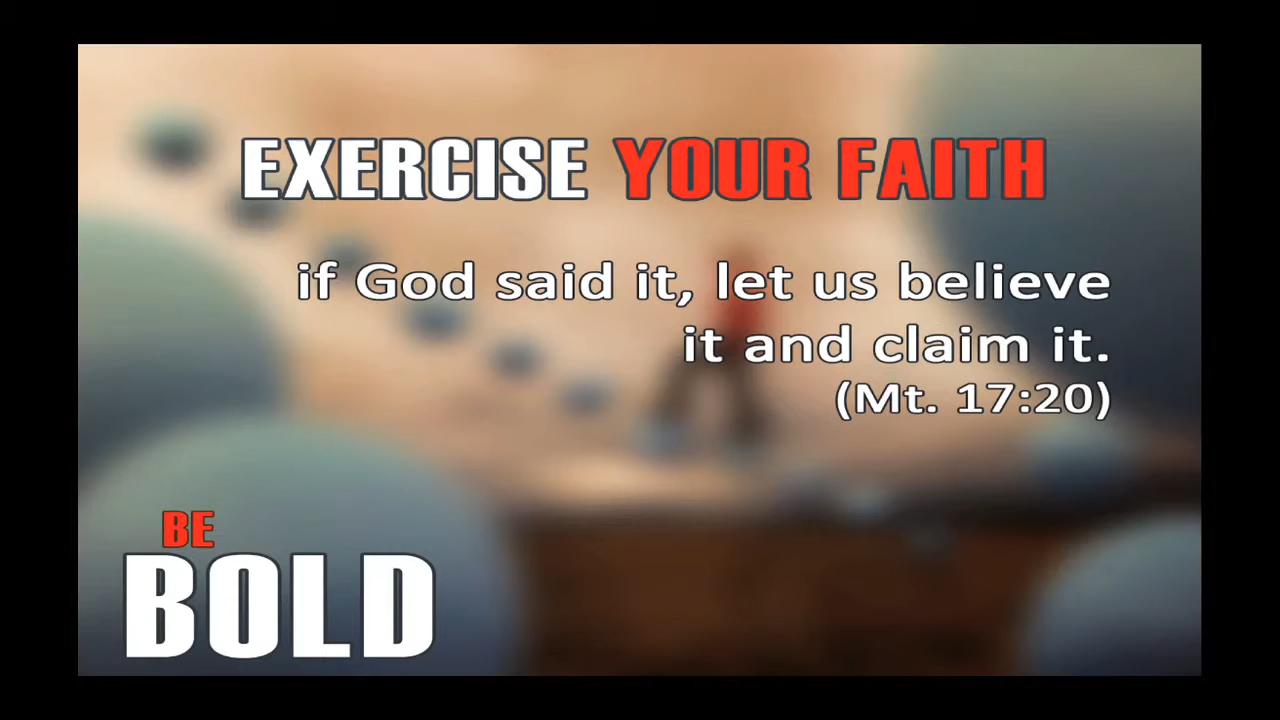 EXERCISE YOUR FAITH
if God said it, let us believe
it and claim it.
(Mt. 17:20)
BE
BOLD